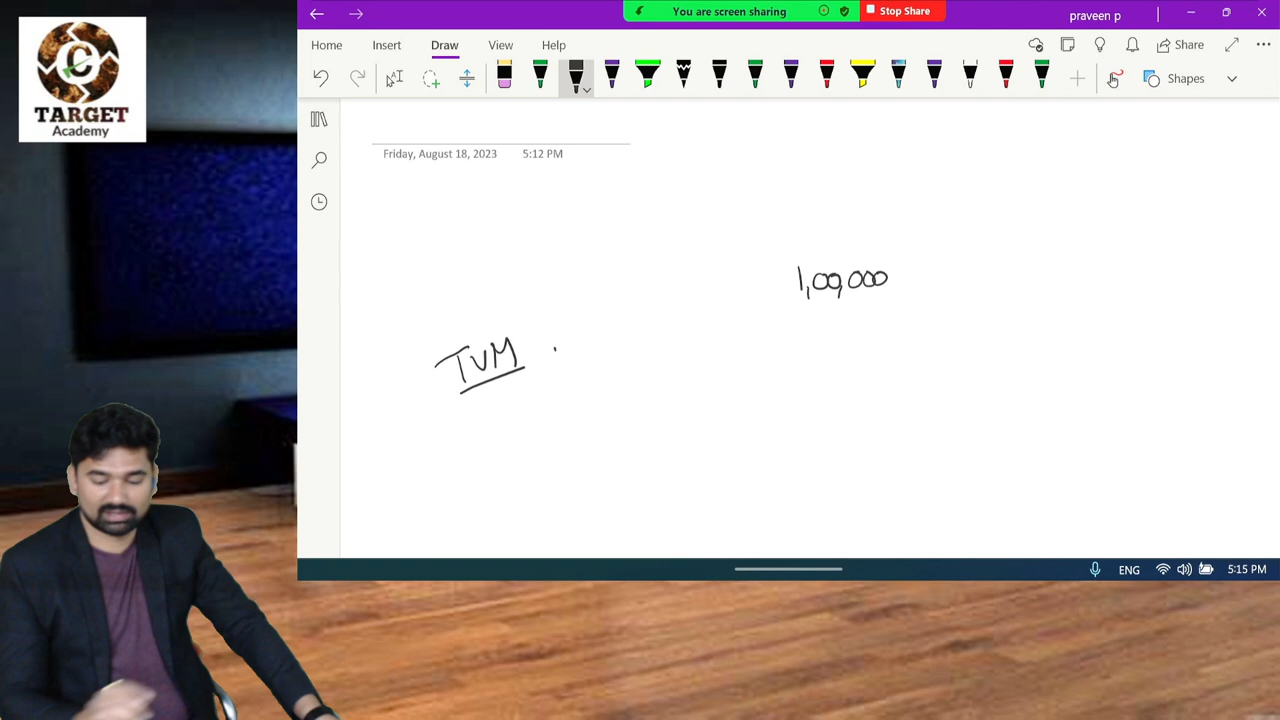 TARGET
Academy
You are screen sharing
Stop Share
praveen p
Home Insert Draw View Help
Share
Shapes
Friday, August 18, 2023 5:12 PM
1,00,000
TVM
ENG 5:15 PM